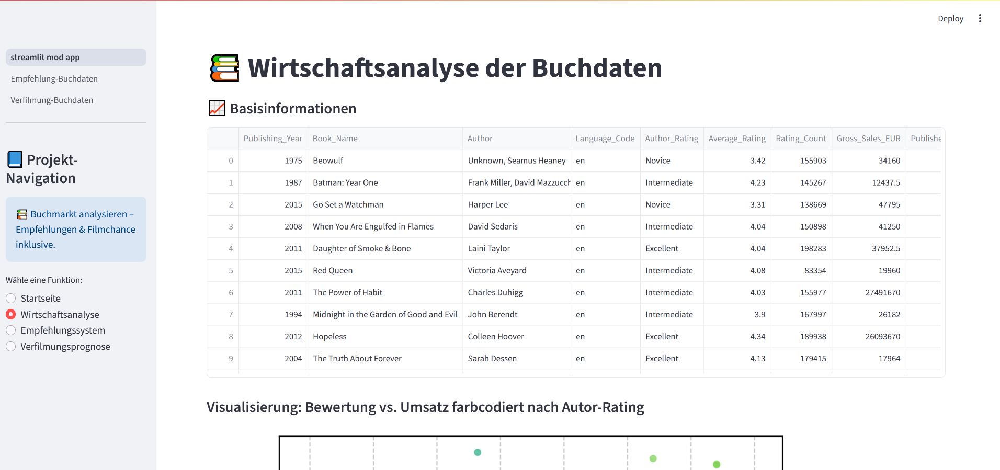 Deploy
streamlit mod app
Empfehlung-Buchdaten
Verfilmung-Buchdaten
Projekt-
Navigation
Buchmarkt analysieren –
Empfehlungen & Filmchance
inklusive.
Wähle eine Funktion:
Startseite
Wirtschaftsanalyse
Empfehlungssystem
Verfilmungsprognose
Wirtschaftsanalyse der Buchdaten
Basisinformationen
Publishing_Year Book_Name Author Language_Code Author_Rating Average_Rating Rating_Count Gross_Sales_EUR Publishe
0 1975 Beowulf Unknown, Seamus Heaney en Novice 3.42 155903 34160
1 1987 Batman: Year One Frank Miller, David Mazzucch en Intermediate 4.23 145267 12437.5
2 2015 Go Set a Watchman Harper Lee en Novice 3.31 138669 47795
3 2008 When You Are Engulfed in Flames David Sedaris en Intermediate 4.04 150898 41250
4 2011 Daughter of Smoke & Bone Laini Taylor en Excellent 4.04 198283 37952.5
5 2015 Red Queen Victoria Aveyard en Intermediate 4.08 83354 19960
6 2011 The Power of Habit Charles Duhigg en Intermediate 4.03 155977 27491670
7 1994 Midnight in the Garden of Good and Evil John Berendt en Intermediate 3.9 167997 26182
8 2012 Hopeless Colleen Hoover en Excellent 4.34 189938 26093670
9 2004 The Truth About Forever Sarah Dessen en Excellent 4.13 179415 17964
Visualisierung: Bewertung vs. Umsatz farbcodiert nach Autor-Rating